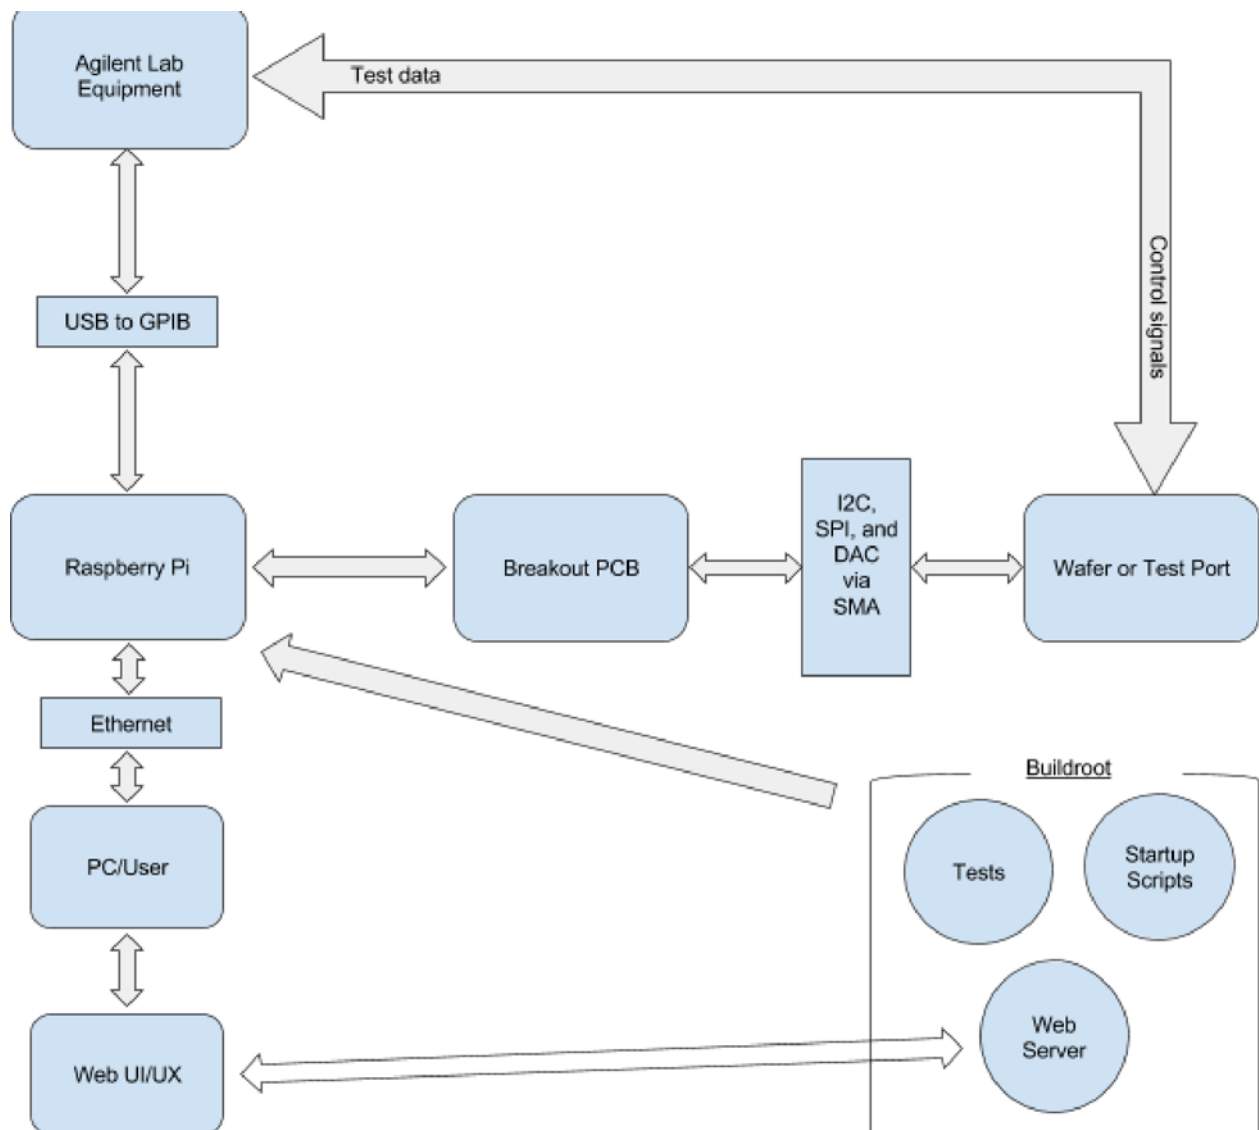 Agilent Lab
Equipment
Test data
Control signals
USB to GPIB
Raspberry Pi
Breakout PCB
I2C,
SPI, and
DAC
via
SMA
Wafer or Test Port
Ethernet
Buildroot
PC/User
Tests
Startup
Scripts
Web
Server
Web UI/UX